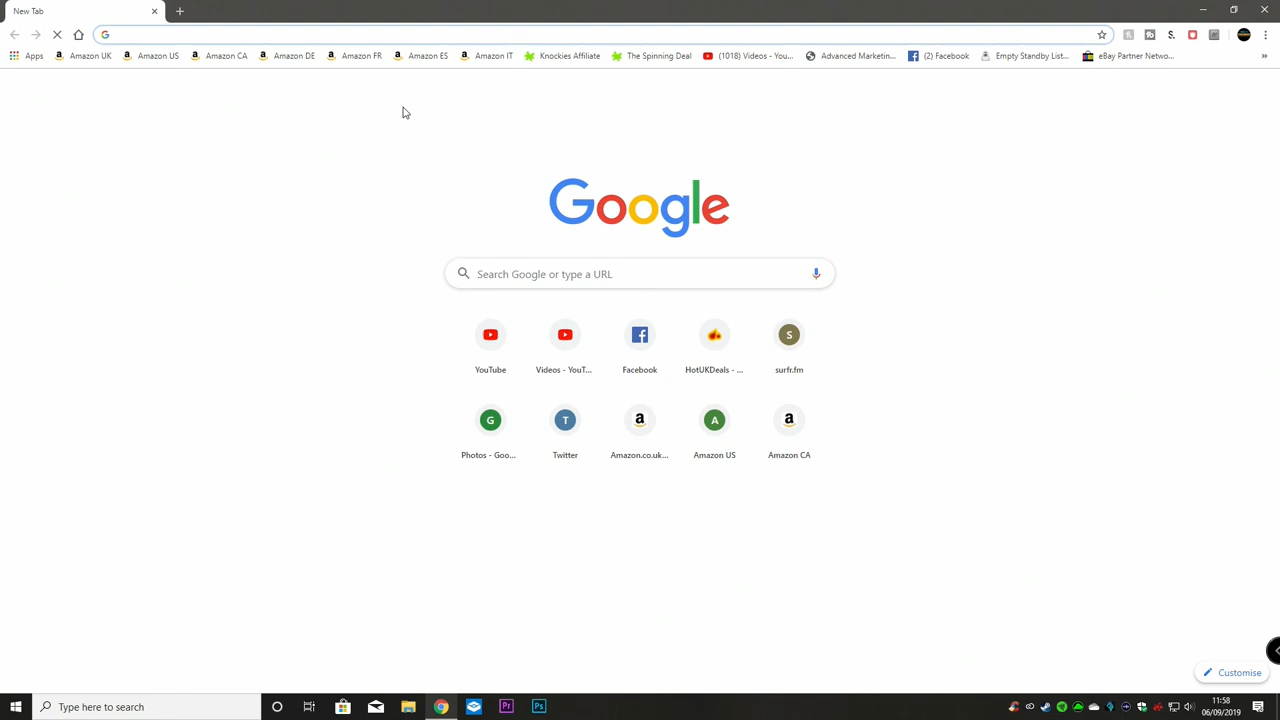 New Tab
Apps Amazon UK Amazon US Amazon CA Amazon DE Amazon FR Amazon ES Amazon IT Knockies Affiliate The Spinning Deal (1018) Videos - You... Advanced Marketin... (2) Facebook Empty Standby List... eBay Partner Netwo... »
Google
Search Google or type a URL
S
YouTube Videos - YouT... Facebook HotUKDeals - ... surfr.fm
G T a A a
Photos - Goo... Twitter Amazon.co.uk... Amazon US Amazon CA
Customise
Type here to search
Pr Ps
11:58
06/09/2019